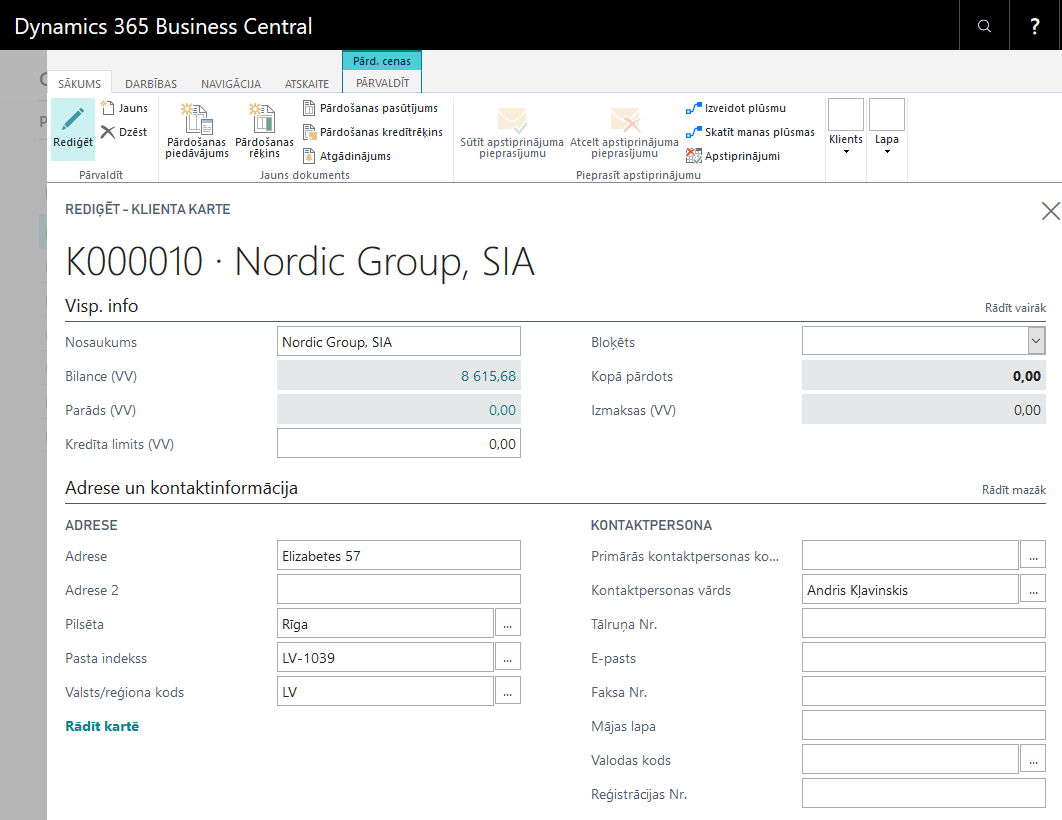 Dynamics 365 Business Central
?
Pārd. cenas
SĀKUMS DARBĪBAS NAVIGĀCIJA ATSKAITE PĀRVALDĪT
Rediģēt
Jauns
Dzēst
Pārvaldīt
Pārdošanas
piedāvājums
Pārdošanas
rēķins
Pārdošanas pasūtījums
Pārdošanas kredītrēķins
Atgādinājums
Jauns dokuments
Sūtīt apstiprinājuma
pieprasījumu
Atcelt apstiprinājuma
pieprasījumu
Izveidot plūsmu
Skatīt manas plūsmas
Apstiprinājumi
Pieprasīt apstiprinājumu
Klients
Lapa
REDIĢĒT - KLIENTA KARTE
K000010 · Nordic Group, SIA
Visp. info Rādīt vairāk
Nosaukums Nordic Group, SIA
Bilance (VV) 8 615,68
Parāds (VV) 0,00
Kredīta limits (VV) 0,00
Bloķēts
Kopā pārdots 0,00
Izmaksas (VV) 0,00
Adrese un kontaktinformācija Rādīt mazāk
ADRESE
Adrese Elizabetes 57
Adrese 2
Pilsēta Rīga ...
Pasta indekss LV-1039 ...
Valsts/reģiona kods LV ...
Rādīt kartē
KONTAKTPERSONA
Primārās kontaktpersonas ko... ...
Kontaktpersonas vārds Andris Kļavinskis ...
Tālruņa Nr.
E-pasts
Faksa Nr.
Mājas lapa
Valodas kods ...
Reģistrācijas Nr.